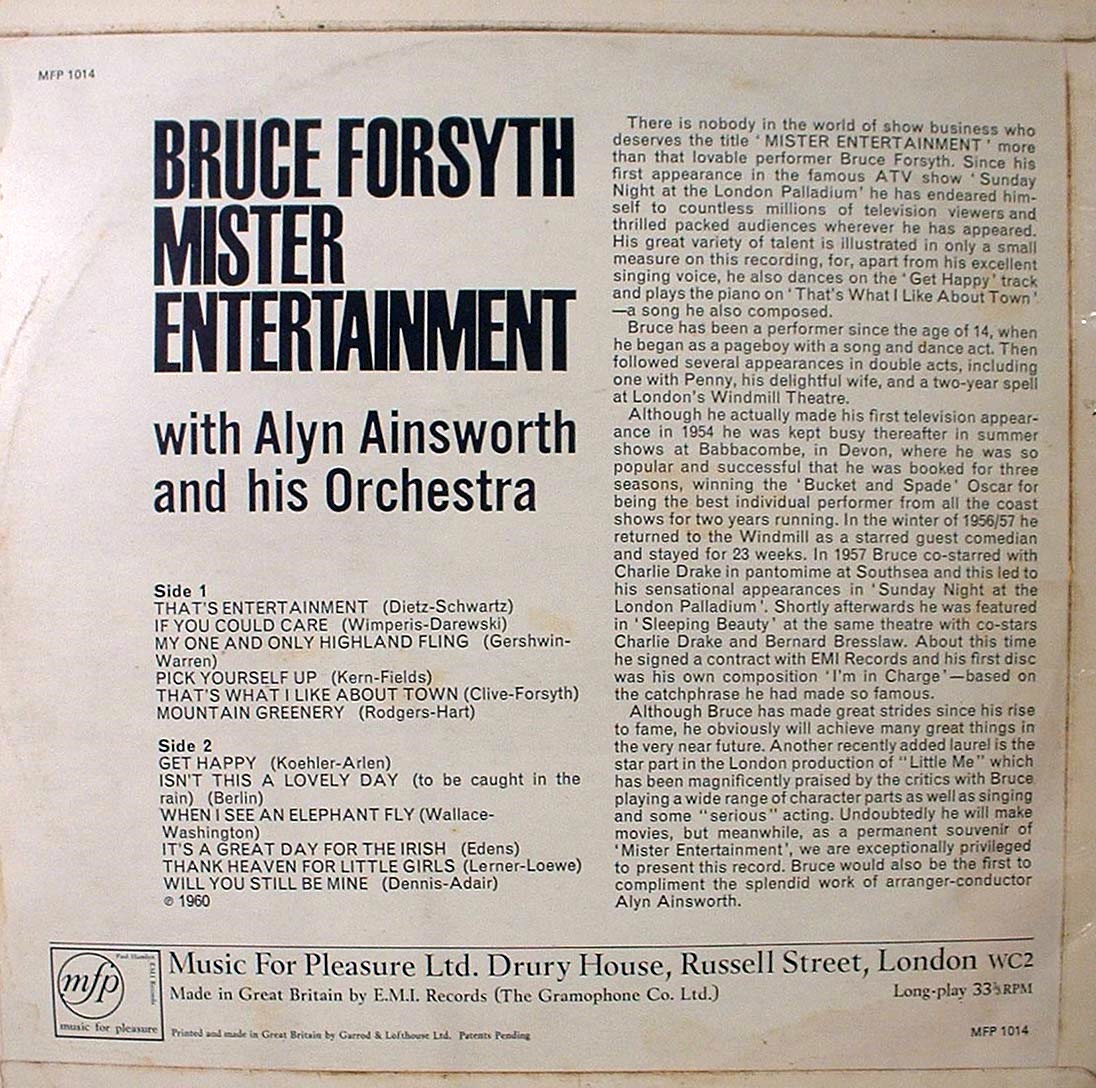 MFP 1014
BRUCE FORSYTH
MISTER
ENTERTAINMENT
with Alyn Ainsworth
and his Orchestra
Side 1
THAT'S ENTERTAINMENT (Dietz-Schwartz)
IF YOU COULD CARE (Wimperis-Darewski)
MY ONE AND ONLY HIGHLAND FLING (Gershwin-
Warren)
PICK YOURSELF UP (Kern-Fields)
THAT'S WHAT I LIKE ABOUT TOWN (Clive-Forsyth)
MOUNTAIN GREENERY (Rodgers-Hart)
Side 2
GET HAPPY (Koehler-Arlen)
ISN'T THIS A LOVELY DAY (to be caught in the
rain) (Berlin)
WHEN I SEE AN ELEPHANT FLY (Wallace-
Washington)
IT'S A GREAT DAY FOR THE IRISH (Edens)
THANK HEAVEN FOR LITTLE GIRLS (Lerner-Loewe)
WILL YOU STILL BE MINE (Dennis-Adair)
℗ 1960
There is nobody in the world of show business who
deserves the title ‘ MISTER ENTERTAINMENT ’ more
than that lovable performer Bruce Forsyth. Since his
first appearance in the famous ATV show ‘ Sunday
Night at the London Palladium’ he has endeared him-
self to countless millions of television viewers and
thrilled packed audiences wherever he has appeared.
His great variety of talent is illustrated in only a small
measure on this recording, for, apart from his excellent
singing voice, he also dances on the ‘Get Happy’ track
and plays the piano on ‘That's What I Like About Town’
—a song he also composed.
Bruce has been a performer since the age of 14, when
he began as a pageboy with a song and dance act. Then
followed several appearances in double acts, including
one with Penny, his delightful wife, and a two-year spell
at London's Windmill Theatre.
Although he actually made his first television appear-
ance in 1954 he was kept busy thereafter in summer
shows at Babbacombe, in Devon, where he was so
popular and successful that he was booked for three
seasons, winning the ‘Bucket and Spade’ Oscar for
being the best individual performer from all the coast
shows for two years running. In the winter of 1956/57 he
returned to the Windmill as a starred guest comedian
and stayed for 23 weeks. In 1957 Bruce co-starred with
Charlie Drake in pantomime at Southsea and this led to
his sensational appearances in ‘Sunday Night at the
London Palladium’. Shortly afterwards he was featured
in ‘Sleeping Beauty’ at the same theatre with co-stars
Charlie Drake and Bernard Bresslaw. About this time
he signed a contract with EMI Records and his first disc
was his own composition ‘I'm in Charge’—based on
the catchphrase he had made so famous.
Although Bruce has made great strides since his rise
to fame, he obviously will achieve many great things in
the very near future. Another recently added laurel is the
star part in the London production of “Little Me” which
has been magnificently praised by the critics with Bruce
playing a wide range of character parts as well as singing
and some “serious” acting. Undoubtedly he will make
movies, but meanwhile, as a permanent souvenir of
‘Mister Entertainment’, we are exceptionally privileged
to present this record. Bruce would also be the first to
compliment the splendid work of arranger-conductor
Alyn Ainsworth.
Paul Hamlyn
EMI Records
mfp
music for pleasure
Music For Pleasure Ltd. Drury House, Russell Street, London WC2
Made in Great Britain by E.M.I. Records (The Gramophone Co. Ltd.)
Long-play 33⅓ RPM
Printed and made in Great Britain by Garrod & Lofthouse Ltd. Patents Pending
MFP 1014